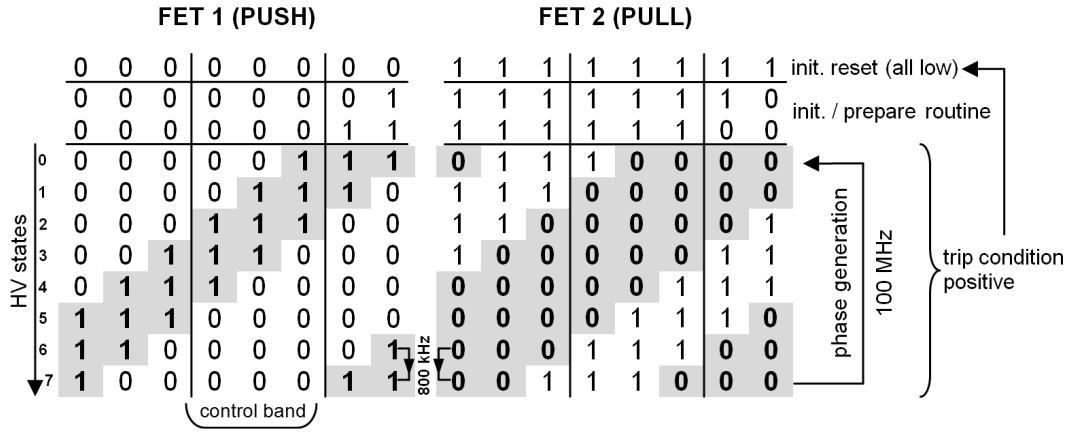 FET 1 (PUSH) FET 2 (PULL)
0 0 0 0 0 0 0 0 1 1 1 1 1 1 1 1 init. reset (all low)
0 0 0 0 0 0 0 1 1 1 1 1 1 1 1 0
init. / prepare routine
0 0 0 0 0 0 1 1 1 1 1 1 1 1 0 0
0 0 0 0 0 0 1 1 1 0 1 1 1 0 0 0 0
1 0 0 0 0 1 1 1 0 1 1 1 0 0 0 0 0
2 0 0 0 1 1 1 0 0 1 1 0 0 0 0 0 1
3 0 0 1 1 1 0 0 0 1 0 0 0 0 0 1 1
4 0 1 1 1 0 0 0 0 0 0 0 0 0 1 1 1
5 1 1 1 0 0 0 0 0 0 0 0 0 1 1 1 0
6 1 1 0 0 0 0 0 1 0 0 0 1 1 1 0 0
7 1 0 0 0 0 0 1 1 0 0 1 1 1 0 0 0
HV states
800 kHz
phase generation
100 MHz
trip condition
positive
control band